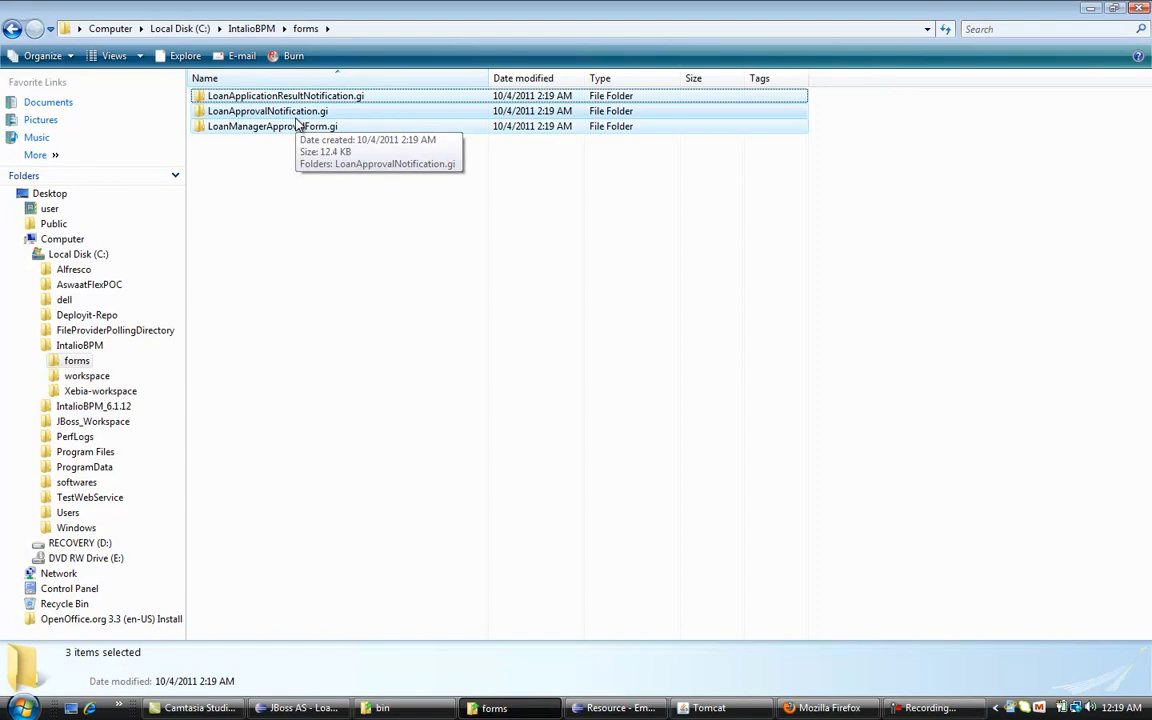 Computer Local Disk (C:) IntalioBPM forms
Search
Organize Views Explore E-mail Burn
Favorite Links
Documents
Pictures
Music
More
Folders
Desktop
user
Public
Computer
Local Disk (C:)
Alfresco
AswaatFlexPOC
dell
Deployit-Repo
FileProviderPollingDirectory
IntalioBPM
forms
workspace
Xebia-workspace
IntalioBPM_6.1.12
JBoss_Workspace
PerfLogs
Program Files
ProgramData
softwares
TestWebService
Users
Windows
RECOVERY (D:)
DVD RW Drive (E:)
Network
Control Panel
Recycle Bin
OpenOffice.org 3.3 (en-US) Install
Name Date modified Type Size Tags
LoanApplicationResultNotification.gi 10/4/2011 2:19 AM File Folder
LoanApprovalNotification.gi 10/4/2011 2:19 AM File Folder
LoanManagerApprovalForm.gi 10/4/2011 2:19 AM File Folder
Date created: 10/4/2011 2:19 AM
Size: 12.4 KB
Folders: LoanApprovalNotification.gi
3 items selected
Date modified: 10/4/2011 2:19 AM
Camtasia Studi... JBoss AS - Loa... bin forms Resource - Em... Tomcat Mozilla Firefox Recording... 12:19 AM